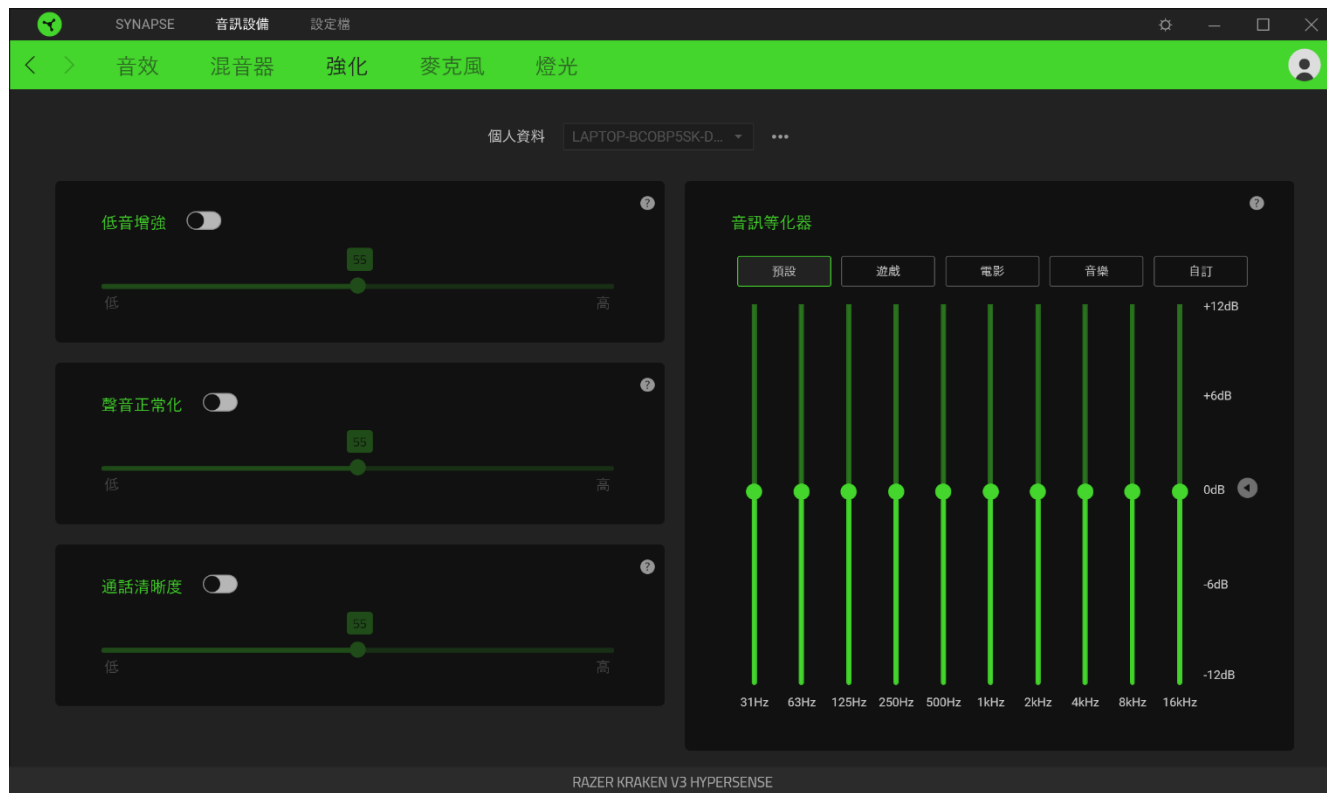 SYNAPSE 音訊設備 設定檔
音效 混音器 強化 麥克風 燈光
個人資料 LAPTOP-BCOBP5SK-D...
低音增強
55
低 高
聲音正常化
55
低 高
通話清晰度
55
低 高
音訊等化器
預設 遊戲 電影 音樂 自訂
+12dB
+6dB
0dB
-6dB
-12dB
31Hz 63Hz 125Hz 250Hz 500Hz 1kHz 2kHz 4kHz 8kHz 16kHz
RAZER KRAKEN V3 HYPERSENSE